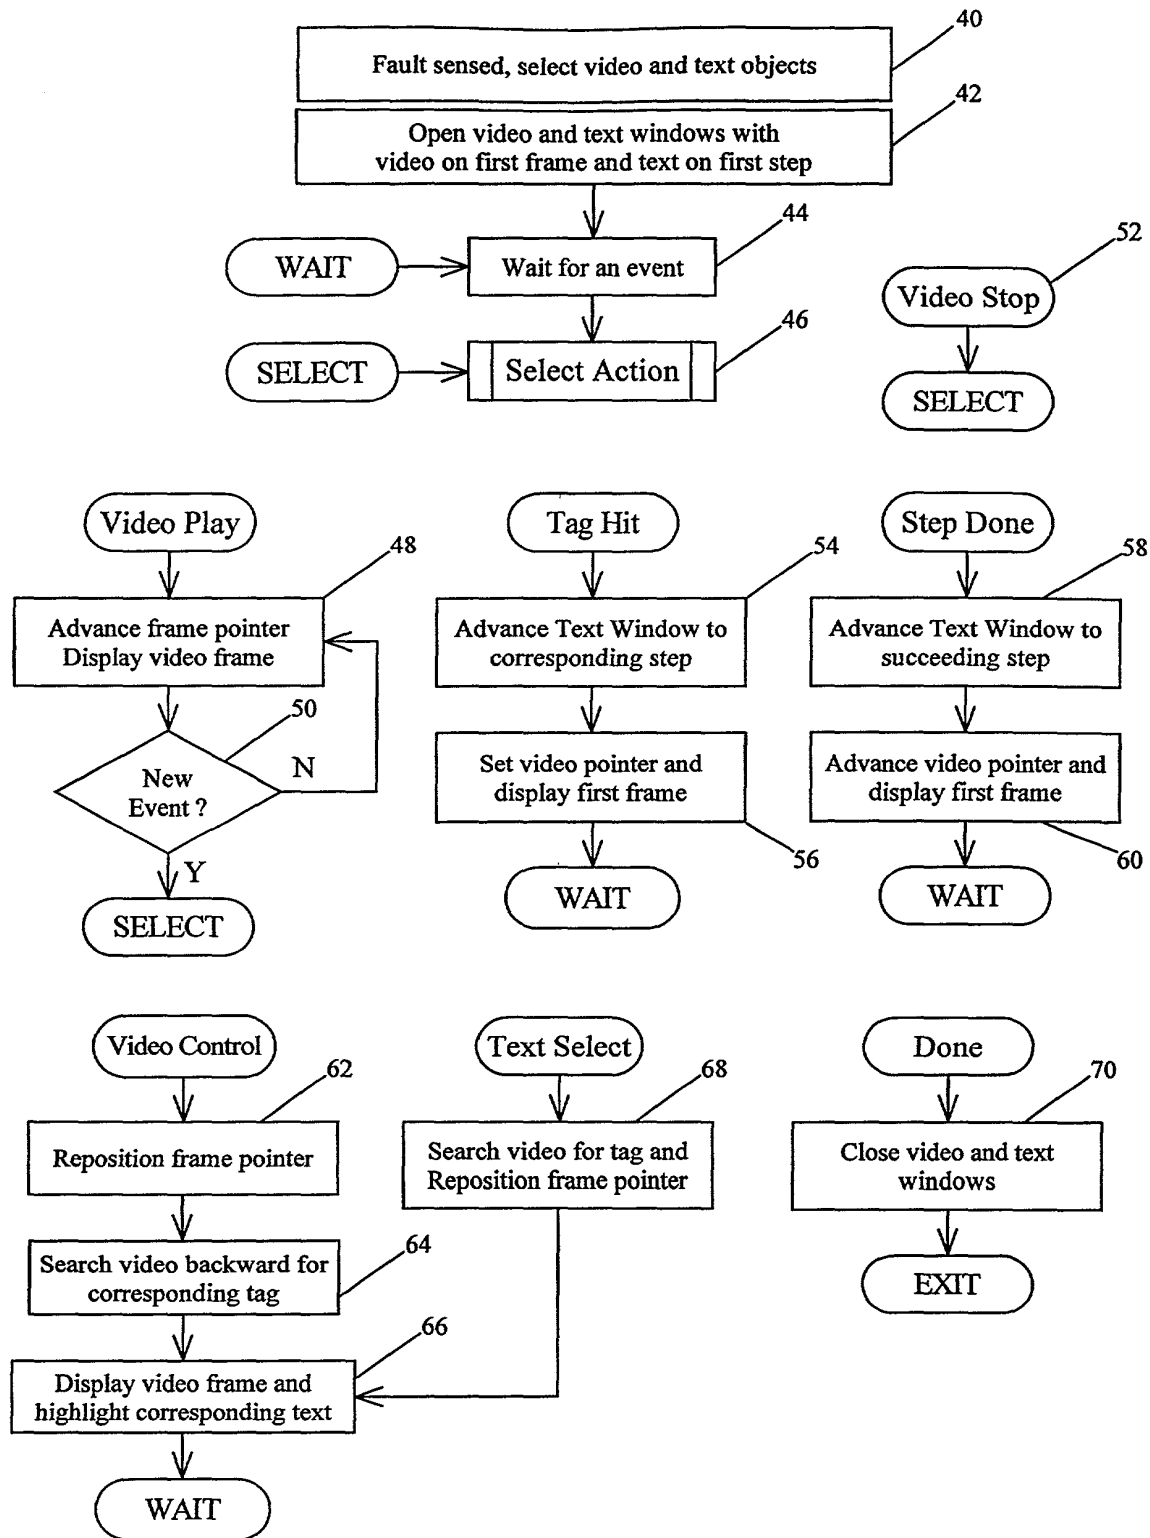 40
Fault sensed, select video and text objects
42
Open video and text windows with
video on first frame and text on first step
44
WAIT
Wait for an event
52
Video Stop
46
SELECT
Select Action
SELECT
Video Play
48
Advance frame pointer
Display video frame
50
New
Event ?
N
Y
SELECT
Tag Hit
54
Advance Text Window to
corresponding step
Set video pointer and
display first frame
56
WAIT
Step Done
58
Advance Text Window to
succeeding step
Advance video pointer and
display first frame
60
WAIT
Video Control
62
Reposition frame pointer
64
Search video backward for
corresponding tag
66
Display video frame and
highlight corresponding text
WAIT
Text Select
68
Search video for tag and
Reposition frame pointer
Done
70
Close video and text
windows
EXIT